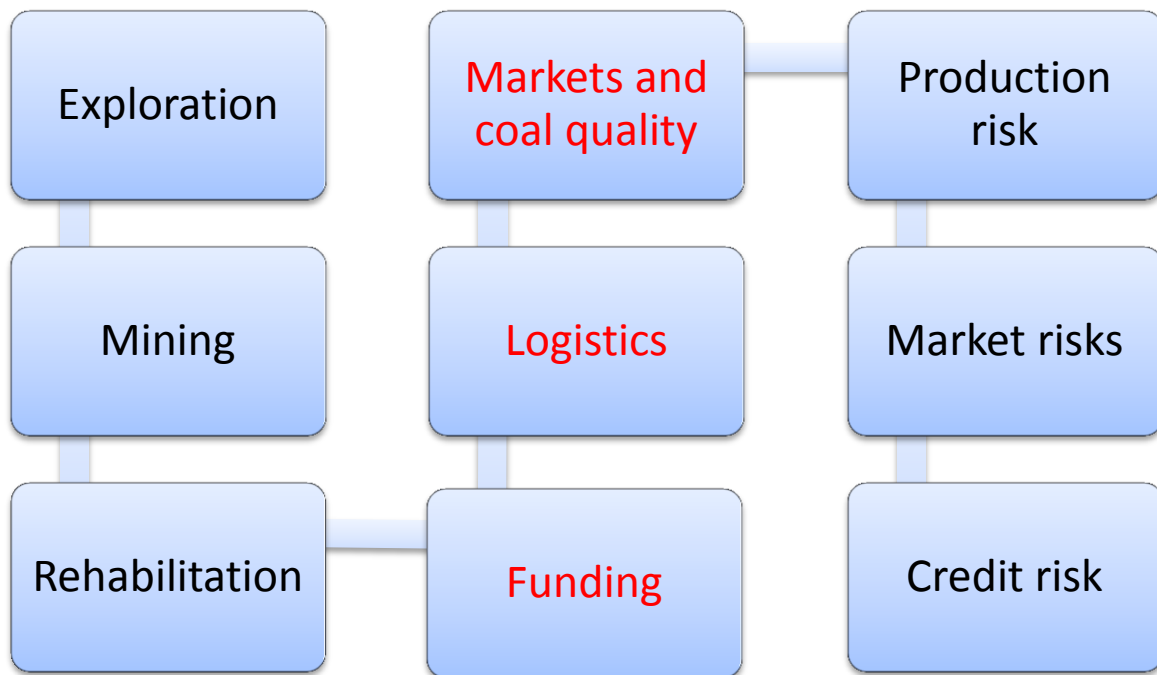 Exploration
Mining
Rehabilitation
Funding
Logistics
Markets and
coal quality
Production
risk
Market risks
Credit risk